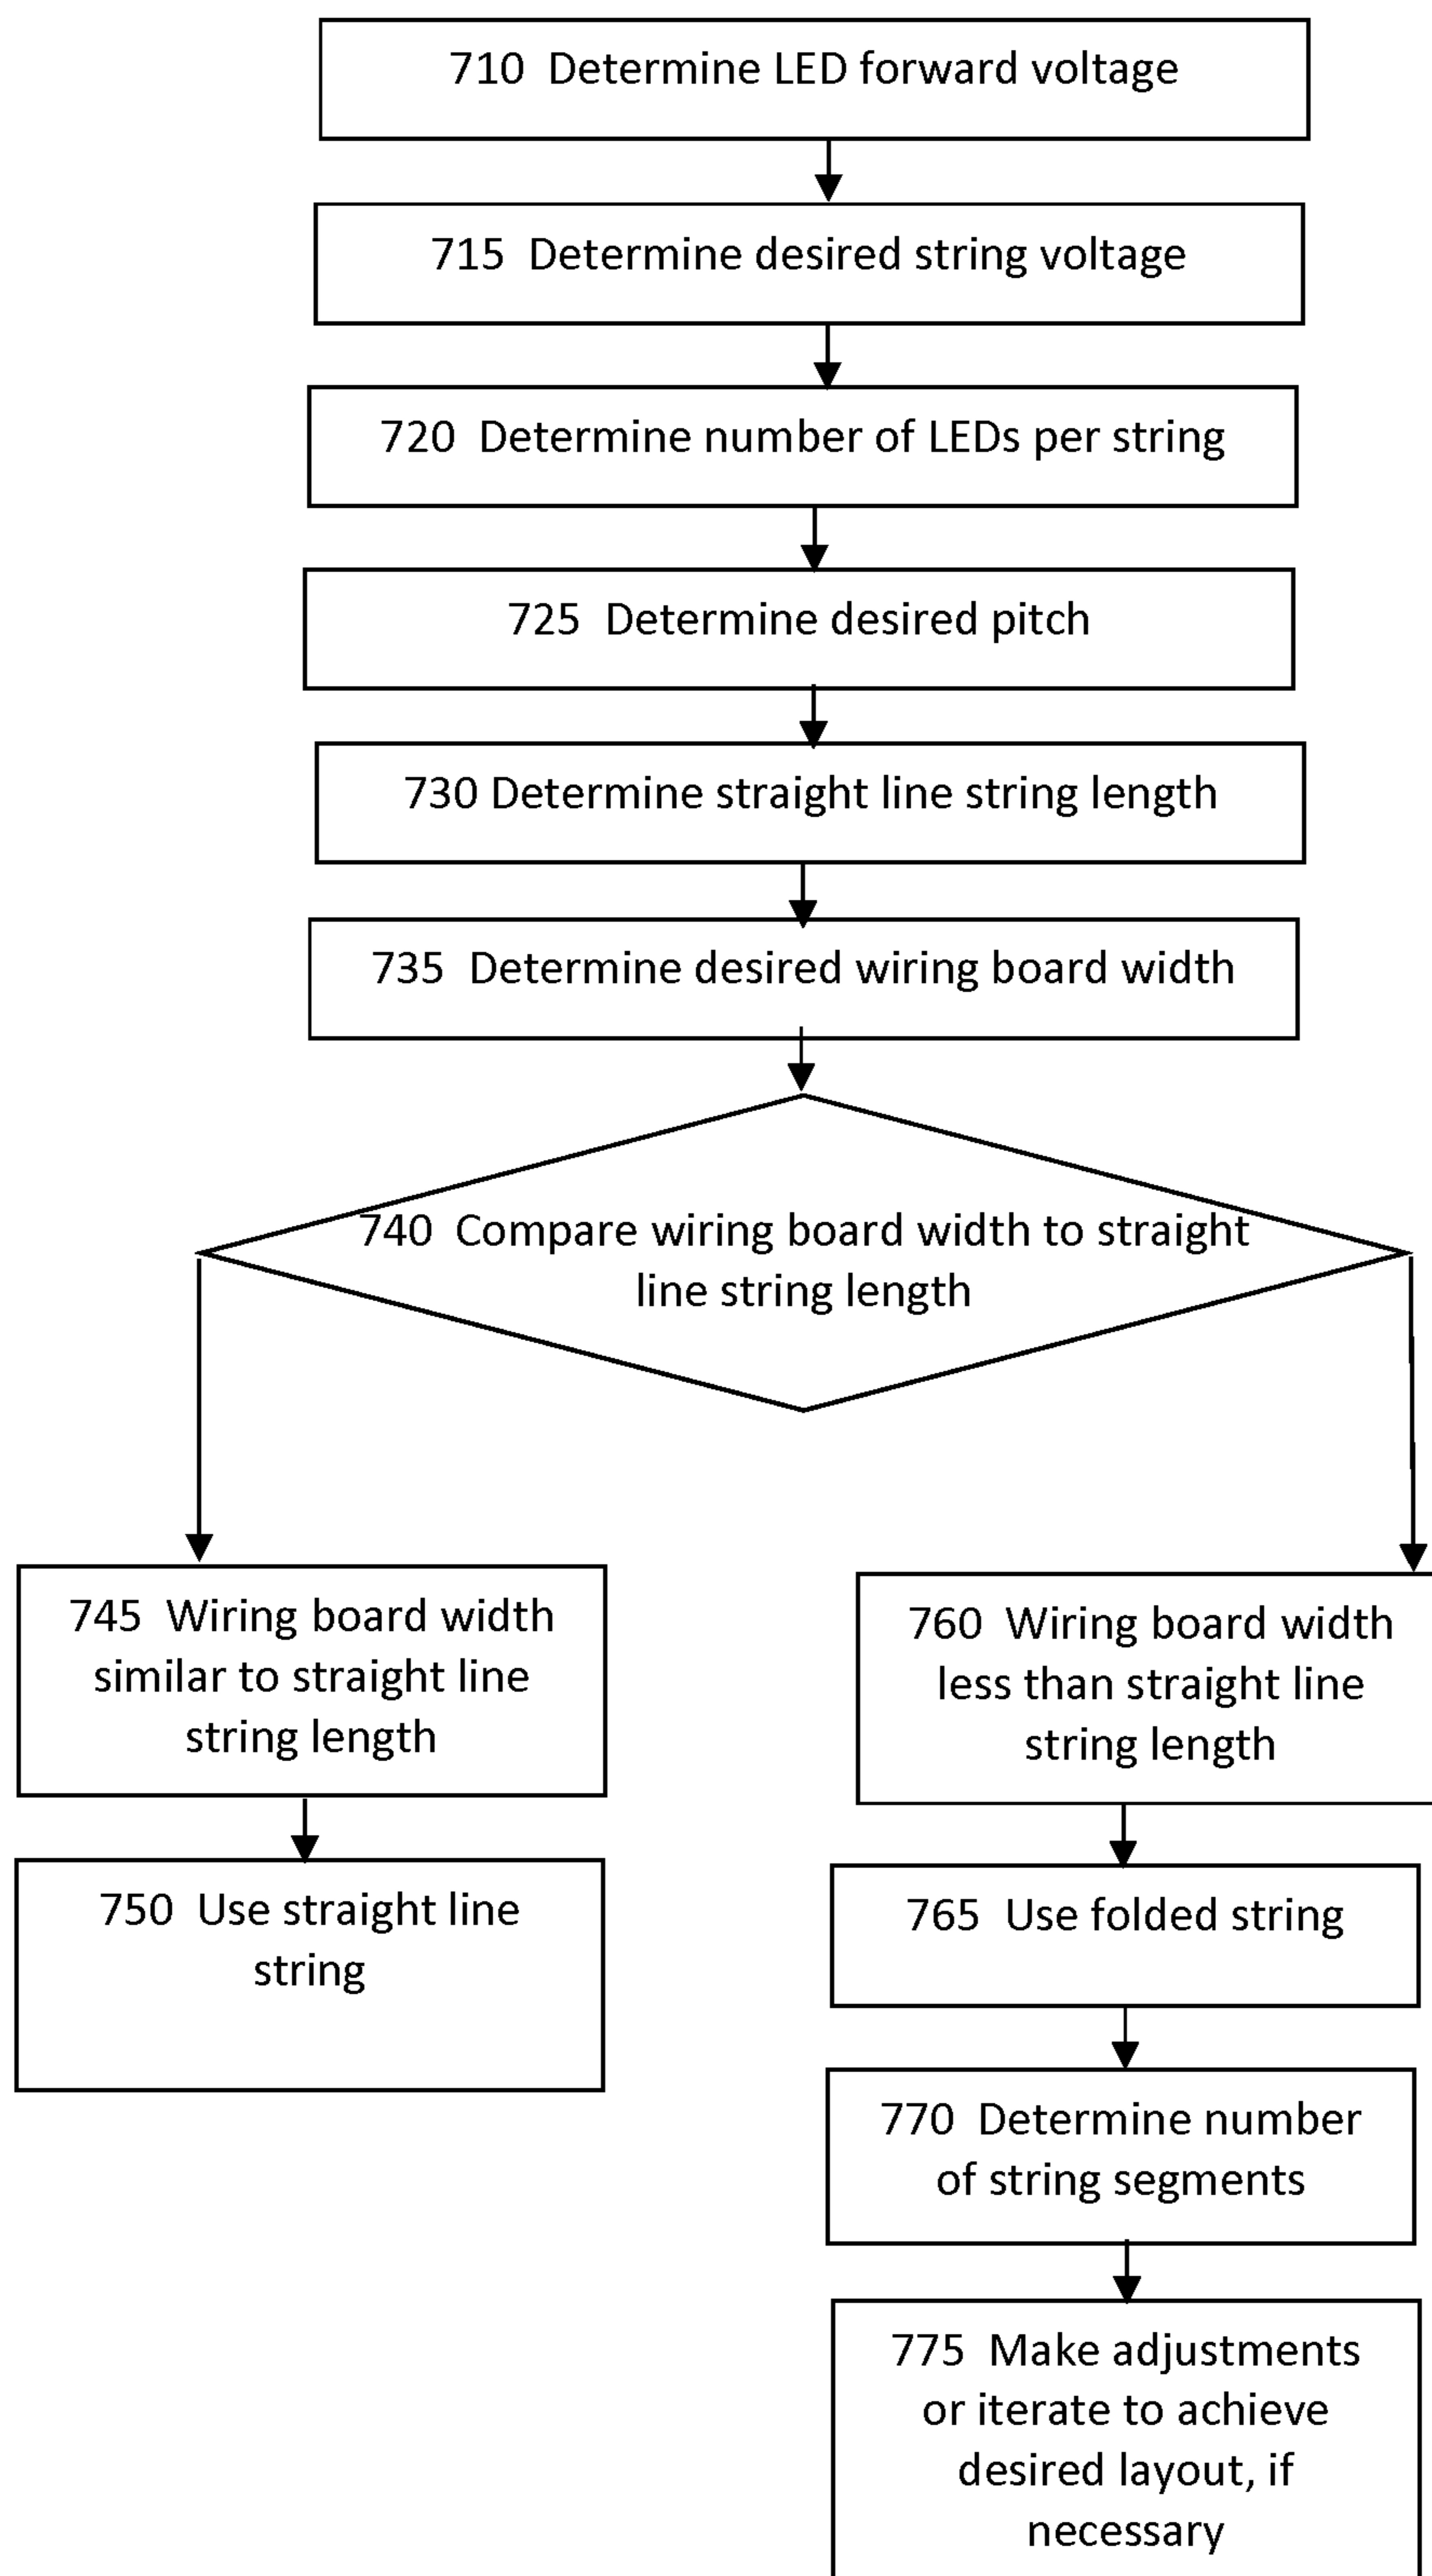 710 Determine LED forward voltage
715 Determine desired string voltage
720 Determine number of LEDs per string
725 Determine desired pitch
730 Determine straight line string length
735 Determine desired wiring board width
740 Compare wiring board width to straight
line string length
745 Wiring board width
similar to straight line
string length
750 Use straight line
string
760 Wiring board width
less than straight line
string length
765 Use folded string
770 Determine number
of string segments
775 Make adjustments
or iterate to achieve
desired layout, if
necessary